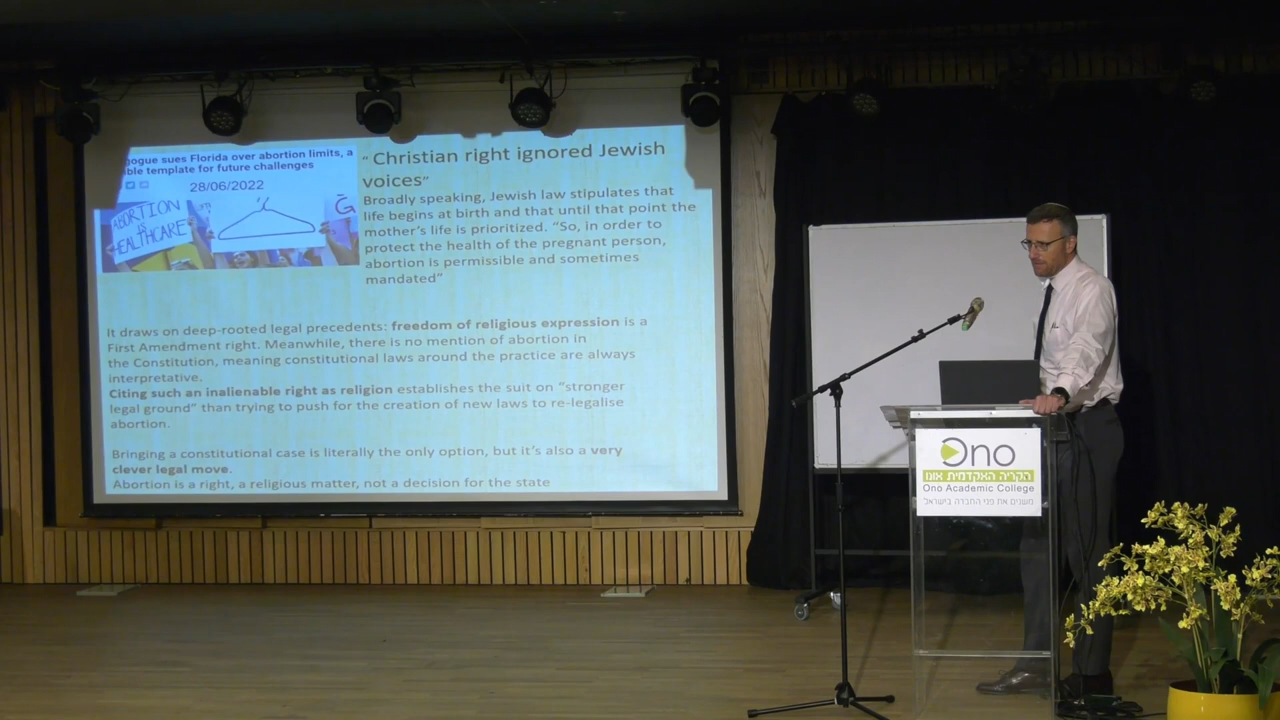 gogue sues Florida over abortion limits, a
ible template for future challenges
28/06/2022
ABORTION
IS
HEALTHCARE
" Christian right ignored Jewish
voices"
Broadly speaking, Jewish law stipulates that
life begins at birth and that until that point the
mother's life is prioritized. "So, in order to
protect the health of the pregnant person,
abortion is permissible and sometimes
mandated"
It draws on deep-rooted legal precedents: freedom of religious expression is a
First Amendment right. Meanwhile, there is no mention of abortion in
the Constitution, meaning constitutional laws around the practice are always
interpretative.
Citing such an inalienable right as religion establishes the suit on "stronger
legal ground" than trying to push for the creation of new laws to re-legalise
abortion.
Bringing a constitutional case is literally the only option, but it's also a very
clever legal move.
Abortion is a right, a religious matter, not a decision for the state
Ono
הקריה האקדמית אונו
Ono Academic College
משנים את פני החברה בישראל